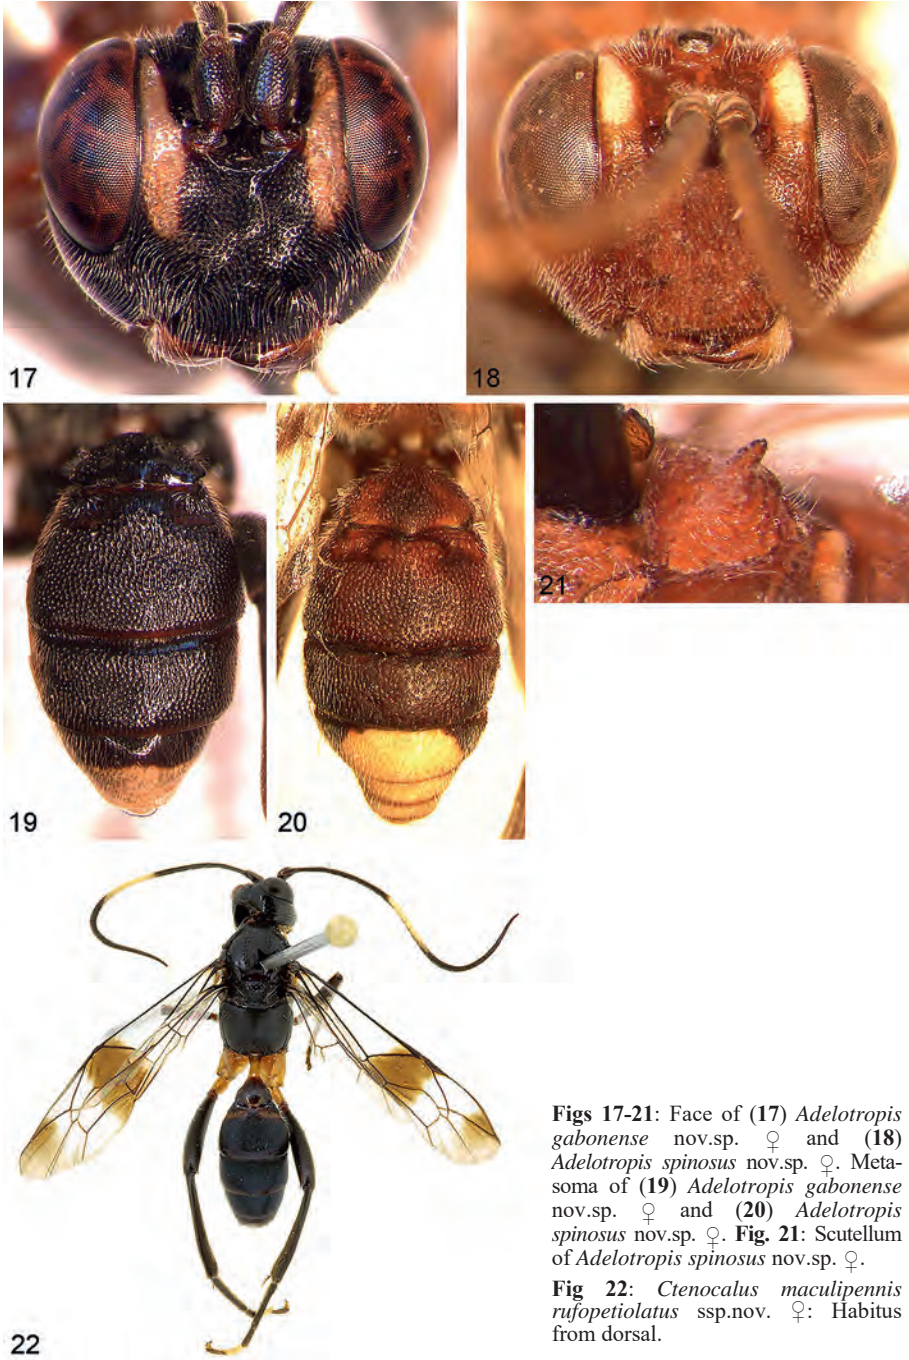 17
18
19
20
21
22
Figs 17-21: Face of (17) Adelotropis
gabonense nov.sp. ♀ and (18)
Adelotropis spinosus nov.sp. ♀. Meta-
soma of (19) Adelotropis gabonense
nov.sp. ♀ and (20) Adelotropis
spinosus nov.sp. ♀. Fig. 21: Scutellum
of Adelotropis spinosus nov.sp. ♀.
Fig 22: Ctenocalus maculipennis
rufopetiolatus ssp.nov. ♀: Habitus
from dorsal.